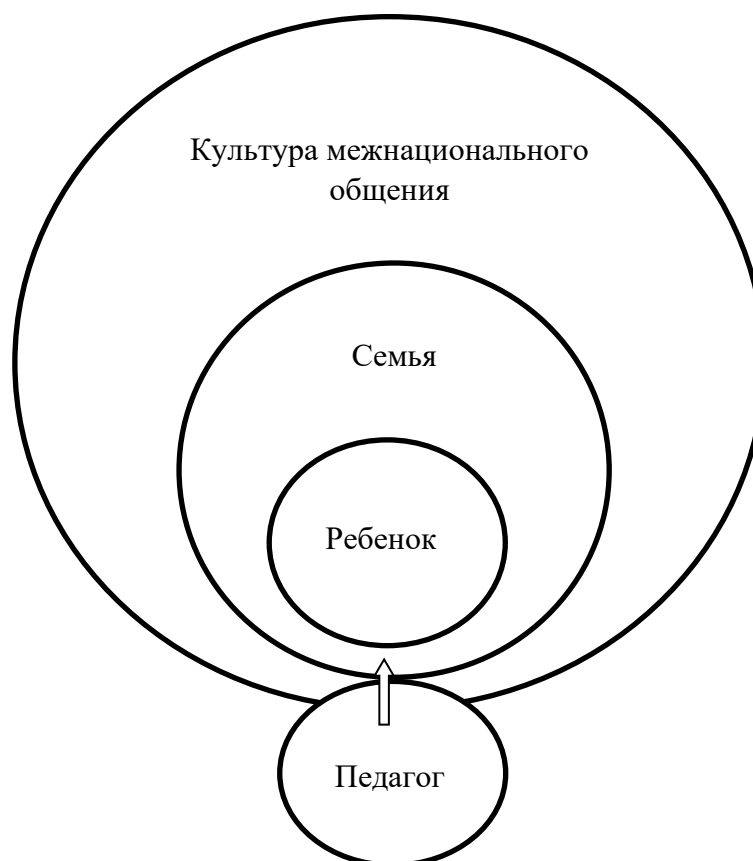 Культура межнационального
общения
Семья
Ребенок
Педагог